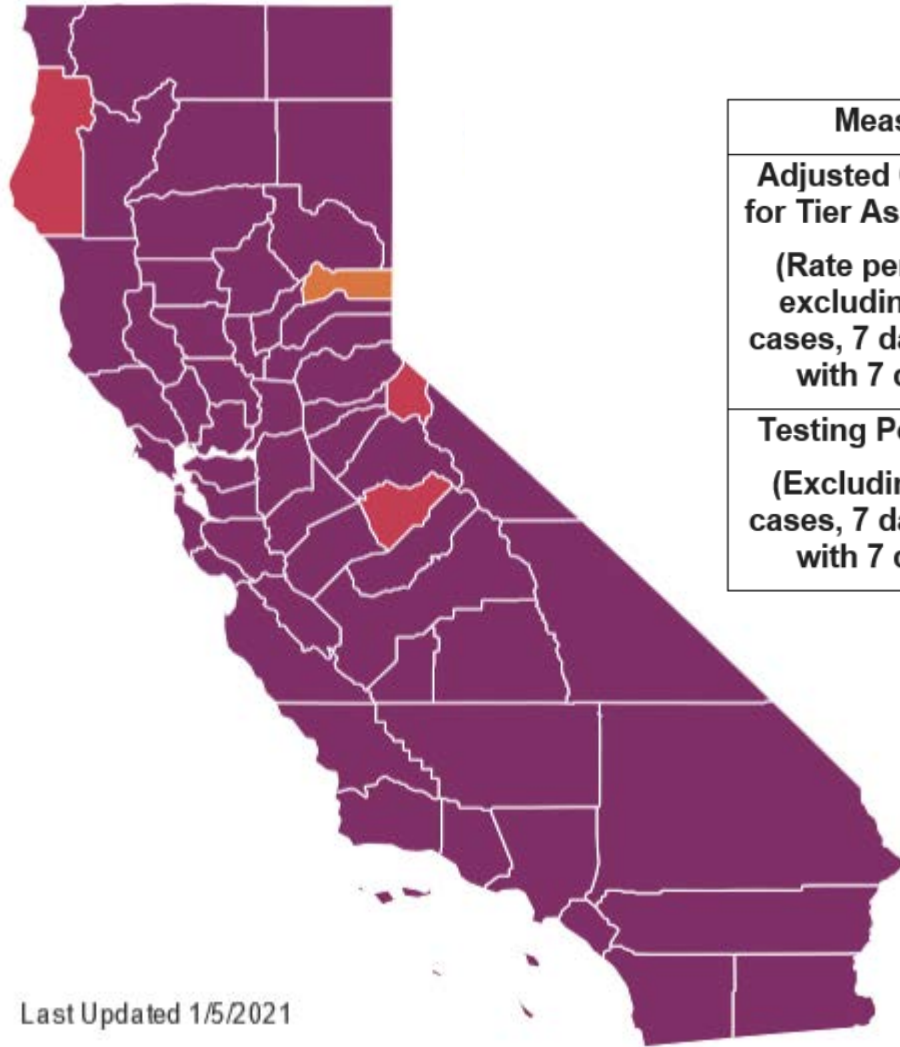 Meas
Adjusted
for Tier As
(Rate per
excludin
cases, 7 da
with 7
Testing Po
(Excludin
cases, 7 da
with 7
Last Updated 1/5/2021